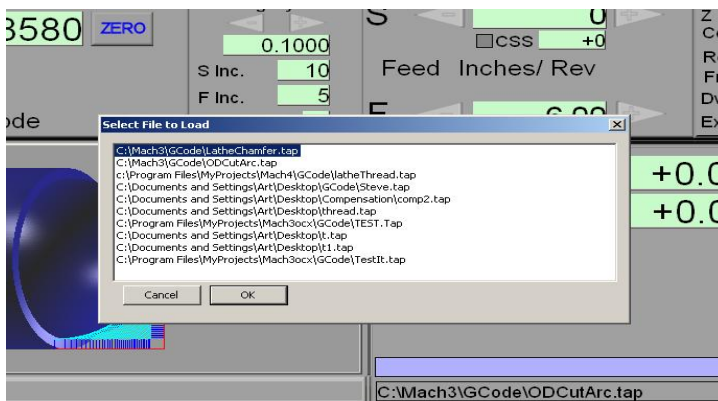 8580 ZERO
0.1000
S Inc. 10
F Inc. 5
ode
S 0
CSS +0
Feed Inches/ Rev
6.00
Z
Select File to Load
C:\Mach3\GCode\LatheChamfer.tap
C:\Mach3\GCode\ODCutArc.tap
c:\Program Files\MyProjects\Mach4\GCode\latheThread.tap
C:\Documents and Settings\Art\Desktop\GCode\Steve.tap
C:\Documents and Settings\Art\Desktop\Compensation\comp2.tap
C:\Documents and Settings\Art\Desktop\thread.tap
C:\Program Files\MyProjects\Mach3ocx\GCode\TEST.Tap
C:\Documents and Settings\Art\Desktop\t.tap
C:\Documents and Settings\Art\Desktop\t1.tap
C:\Program Files\MyProjects\Mach3ocx\GCode\TestIt.tap
Cancel OK
+0.0
+0.0
C:\Mach3\GCode\ODCutArc.tap